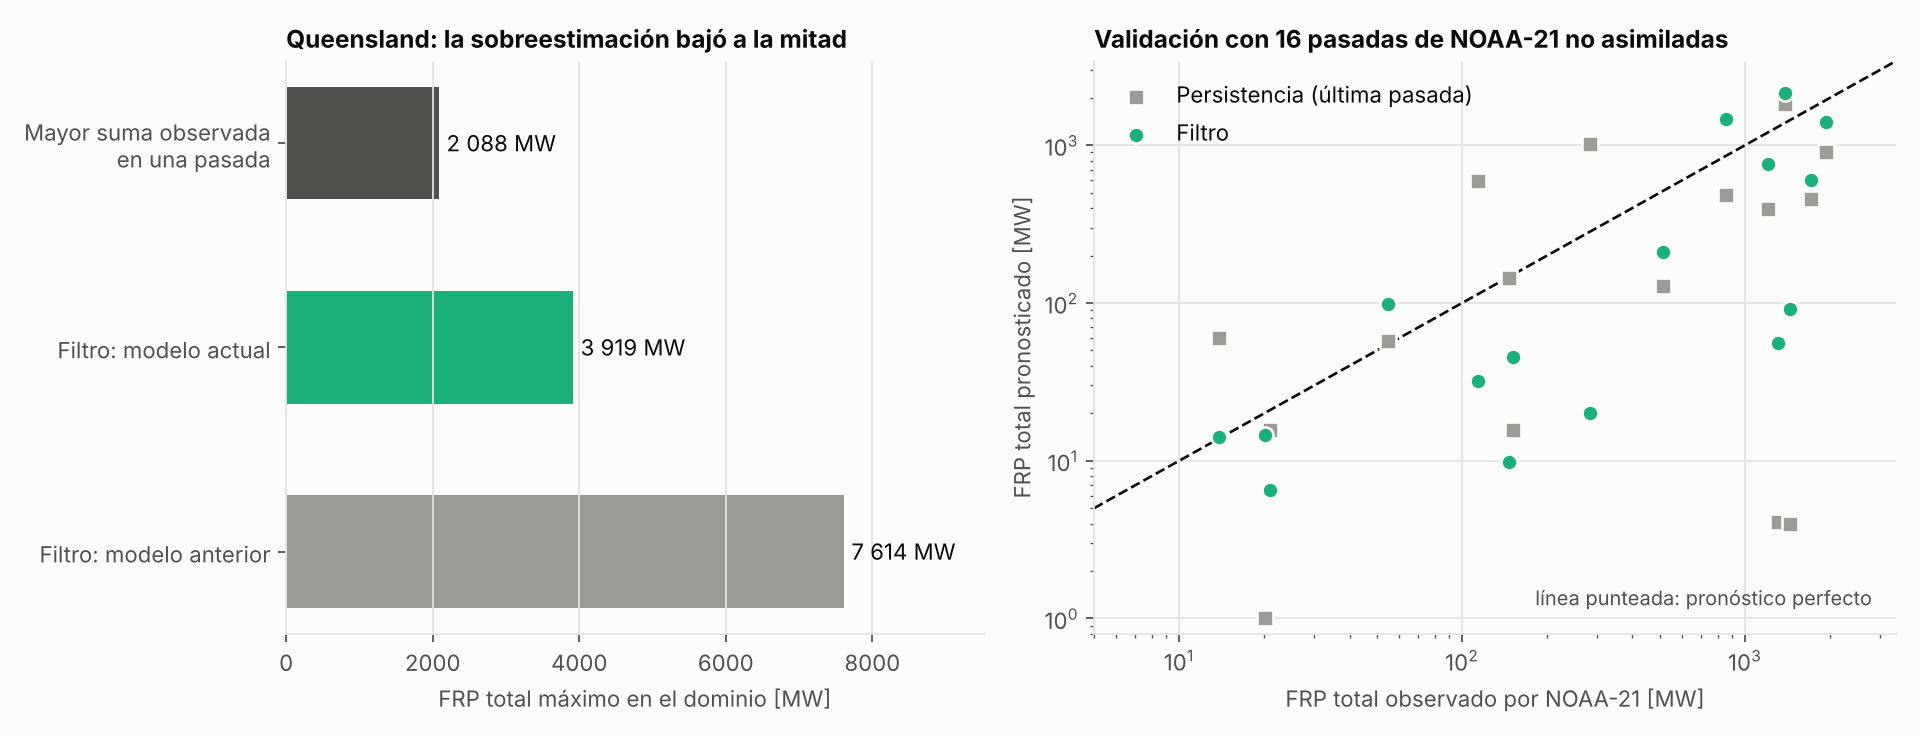 Queensland: la sobreestimación bajó a la mitad
Mayor suma observada
en una pasada
2 088 MW
Filtro: modelo actual
3 919 MW
Filtro: modelo anterior
7 614 MW
0 2000 4000 6000 8000
FRP total máximo en el dominio [MW]
Validación con 16 pasadas de NOAA-21 no asimiladas
Persistencia (última pasada)
Filtro
FRP total pronosticado [MW]
10³
10²
10¹
10⁰
línea punteada: pronóstico perfecto
10¹ 10² 10³
FRP total observado por NOAA-21 [MW]